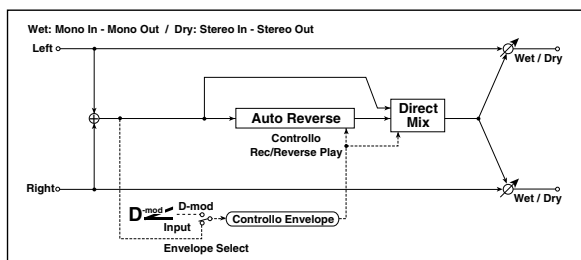 Wet: Mono In - Mono Out / Dry: Stereo In - Stereo Out
Left
Wet / Dry
Auto Reverse
Direct
Mix
Controllo
Rec/Reverse Play
Right
Wet / Dry
D-mod
D-mod
Input
Controllo Envelope
Envelope Select